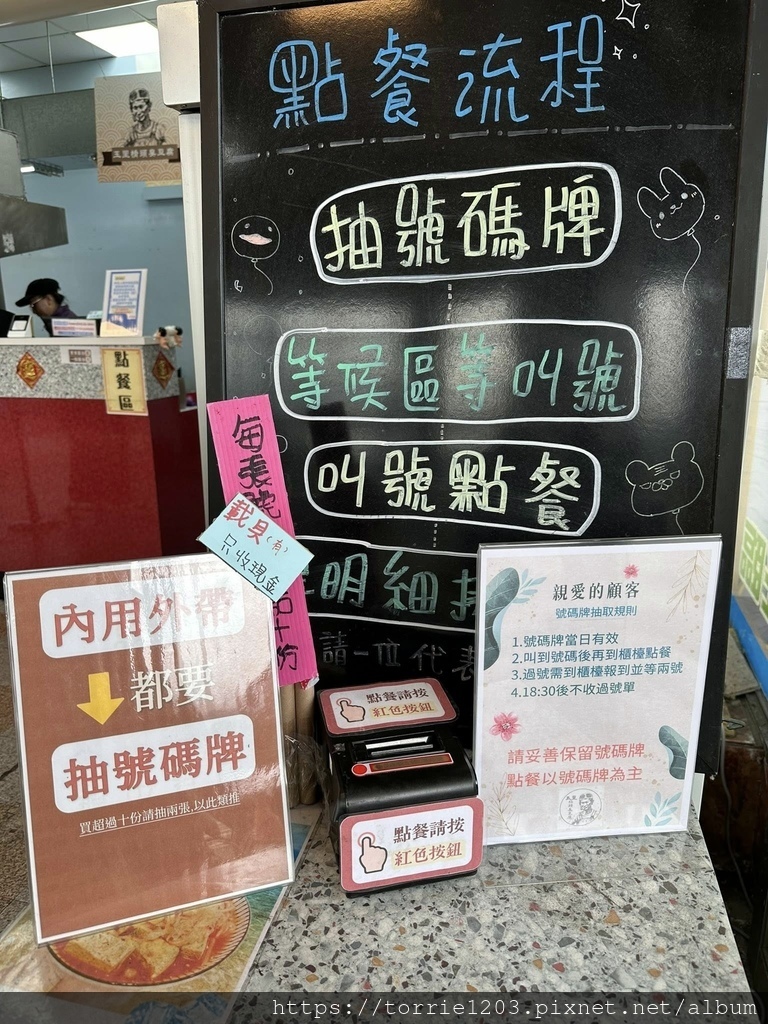 點餐流程
抽號碼牌
等候區等叫號
叫號點餐
明細
請一位代表
每張號
十份
載具(有)
只收現金
點餐區
內用外帶
都要
抽號碼牌
買超過十份請抽兩張,以此類推
點餐請按
紅色按鈕
點餐請按
紅色按鈕
親愛的顧客
號碼牌抽取規則
1.號碼牌當日有效
2.叫到號碼後再到櫃檯點餐
3.過號需到櫃檯報到並等兩號
4.18:30後不收過號單
請妥善保留號碼牌
點餐以號碼牌為主
https://torrie1203.pixnet.net/album